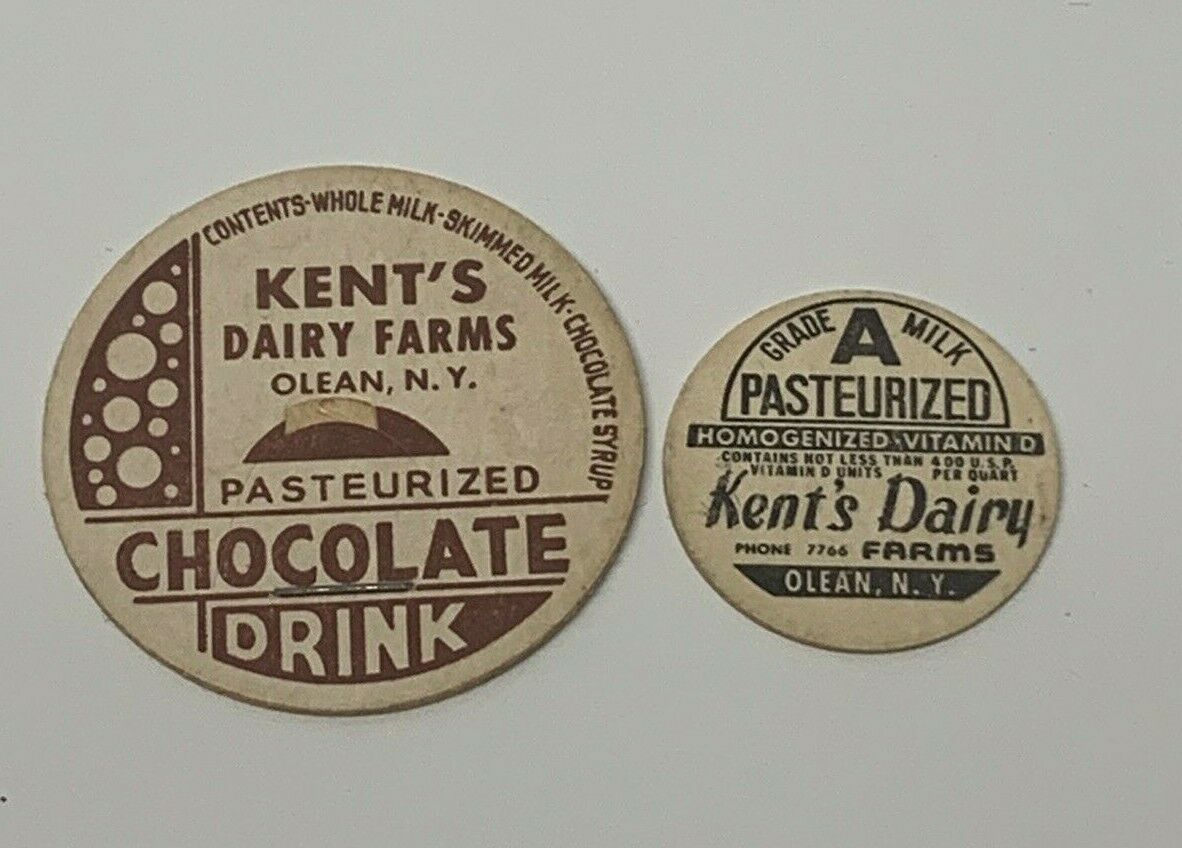 CONTENTS-WHOLE MILK-SKIMMED MILK-CHOCOLATE SYRUP
KENT'S
DAIRY FARMS
OLEAN, N. Y.
PASTEURIZED
CHOCOLATE
DRINK
GRADE A MILK
PASTEURIZED
HOMOGENIZED-VITAMIN D
CONTAINS NOT LESS THAN 400 U.S.P.
VITAMIN D UNITS PER QUART
Kent's Dairy
PHONE 7766 FARMS
OLEAN, N. Y.